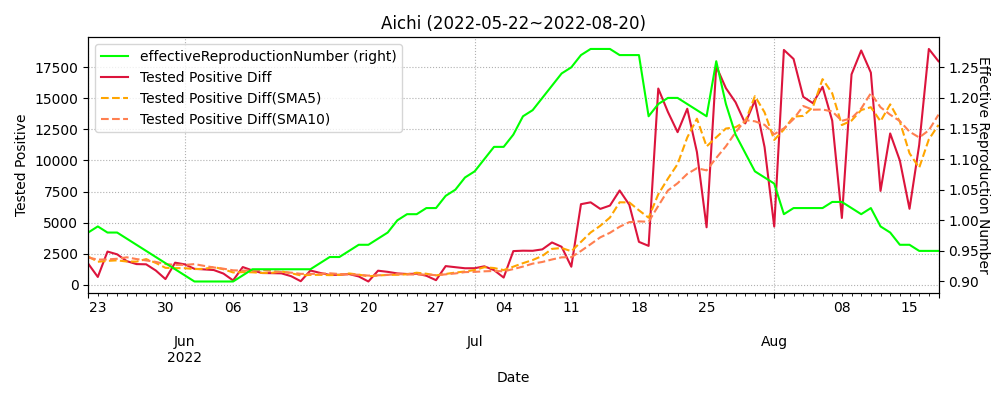 Aichi (2022-05-22~2022-08-20)
effectiveReproductionNumber (right)
Tested Positive Diff
Tested Positive Diff(SMA5)
Tested Positive Diff(SMA10)
Tested Positive
17500
15000
12500
10000
7500
5000
2500
0
Effective Reproduction Number
1.25
1.20
1.15
1.10
1.05
1.00
0.95
0.90
23 30 06 13 20 27 04 11 18 25 08 15
Jun Jul Aug
2022
Date